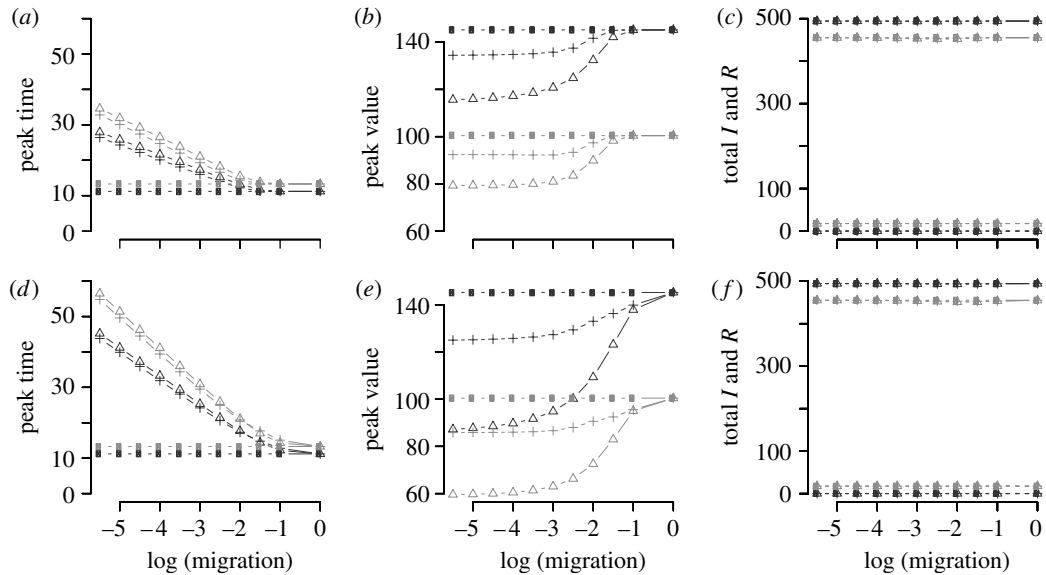 (a)
(b)
(c)
50
30
10
0
peak time
140
100
80
60
peak value
500
300
100
0
total I and R
(d)
(e)
(f)
50
30
10
0
peak time
140
100
80
60
peak value
500
300
100
0
total I and R
–5 –4 –3 –2 –1 0
–5 –4 –3 –2 –1 0
–5 –4 –3 –2 –1 0
log (migration)
log (migration)
log (migration)